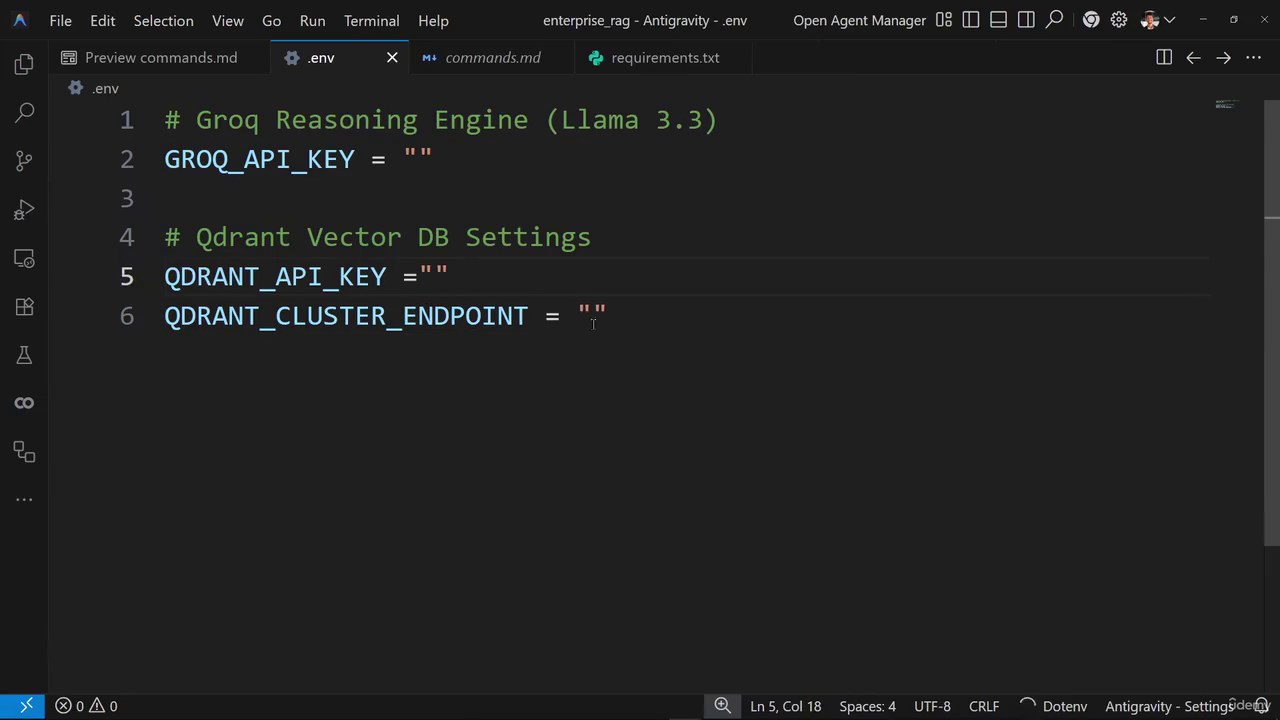 File Edit Selection View Go Run Terminal Help enterprise_rag - Antigravity - .env Open Agent Manager
Preview commands.md .env commands.md requirements.txt
.env
1 # Groq Reasoning Engine (Llama 3.3)
2 GROQ_API_KEY = ""
3
4 # Qdrant Vector DB Settings
5 QDRANT_API_KEY =""
6 QDRANT_CLUSTER_ENDPOINT = ""
0 0 Ln 5, Col 18 Spaces: 4 UTF-8 CRLF Dotenv Antigravity - Settings
ûdemy